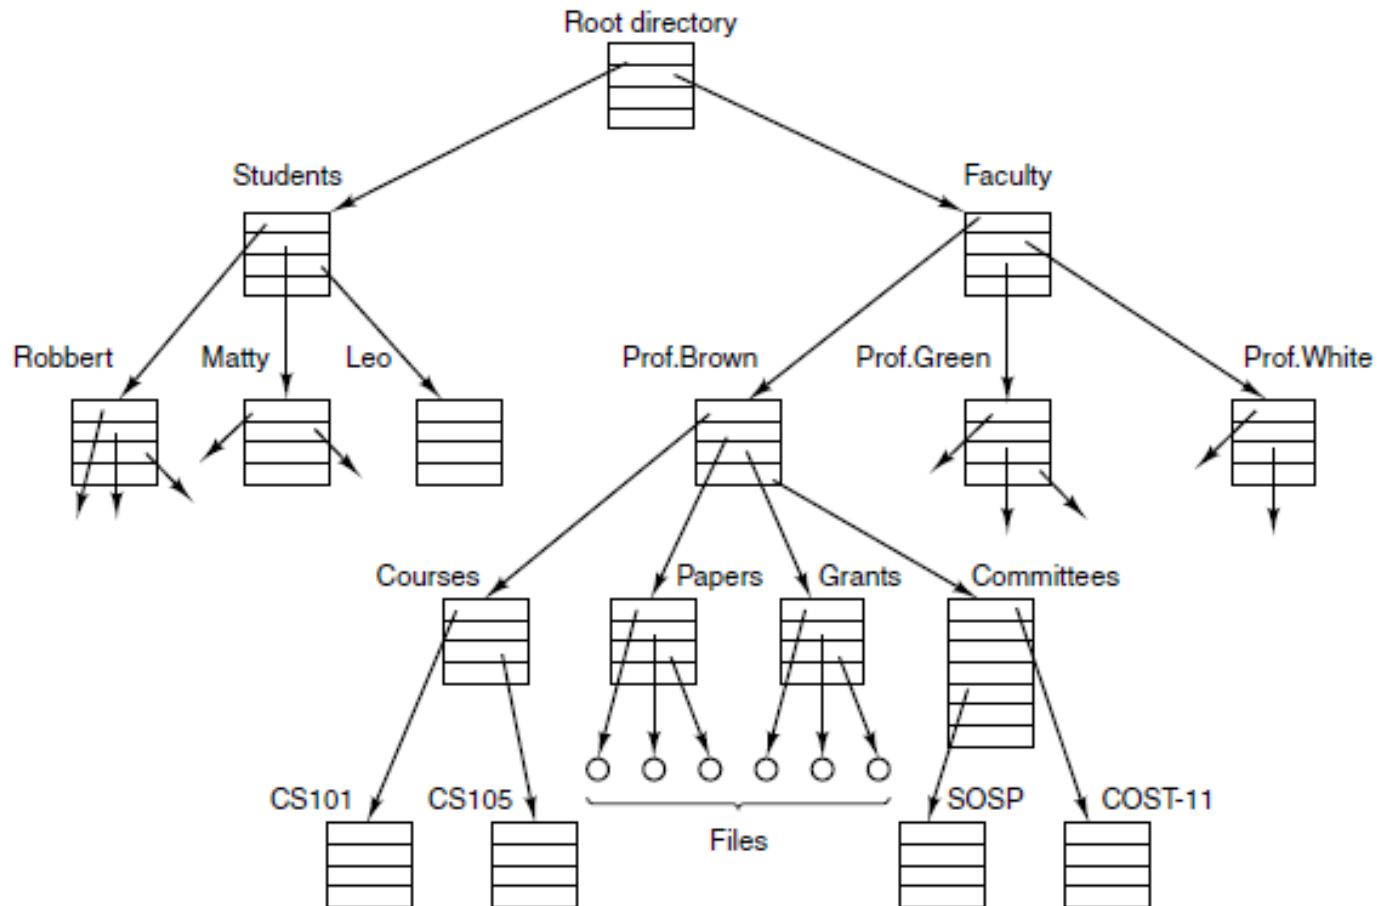 Root directory
Students
Faculty
Robbert
Matty
Leo
Prof.Brown
Prof.Green
Prof.White
Courses
Papers
Grants
Committees
CS101
CS105
SOSP
COST-11
Files